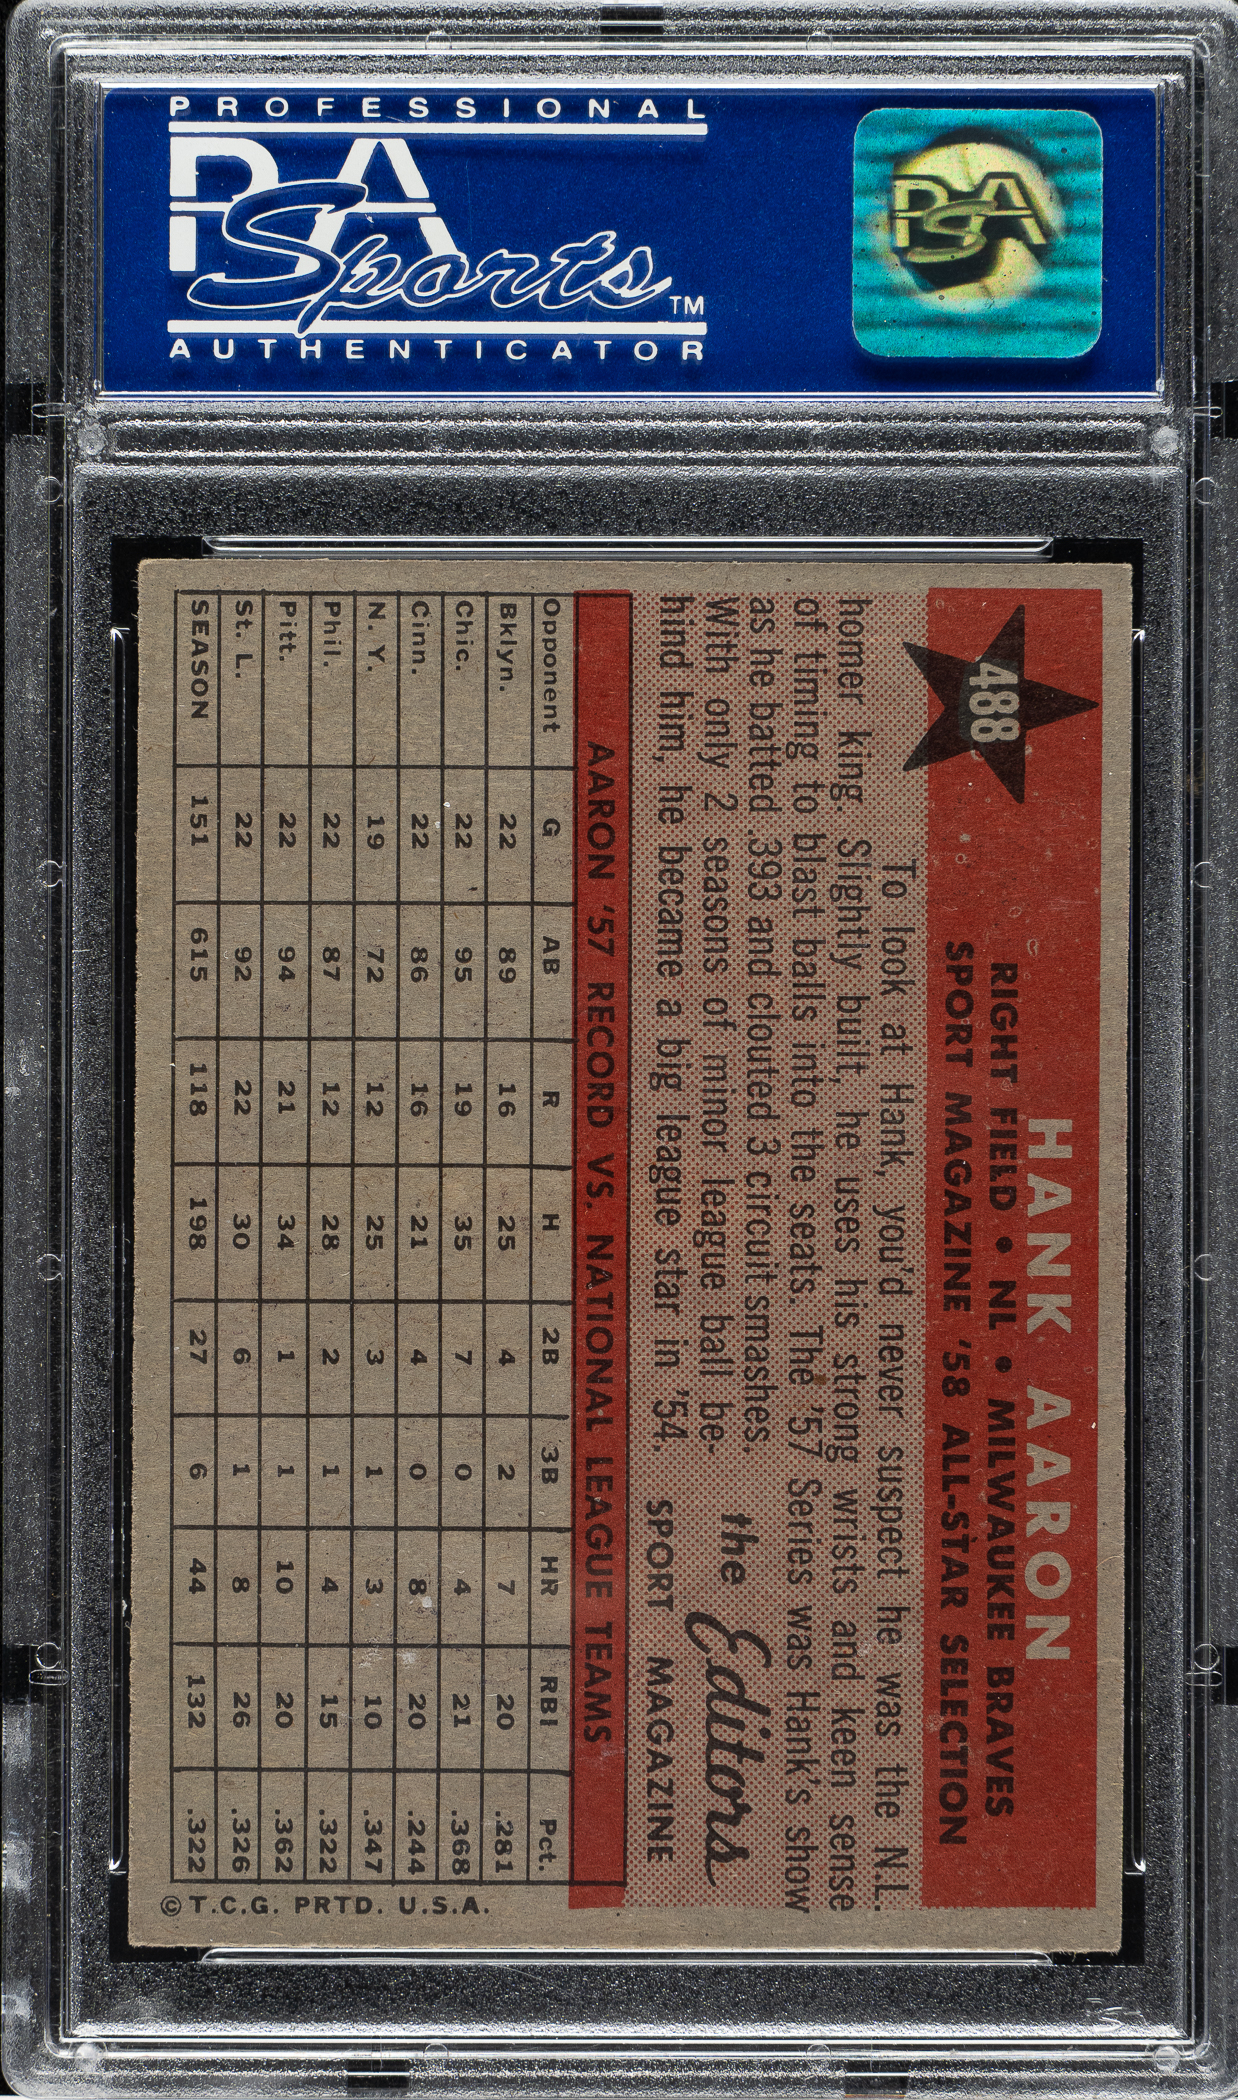 PROFESSIONAL
PSA
Sports™
AUTHENTICATOR
PSA
488
HANK AARON
RIGHT FIELD • NL • MILWAUKEE BRAVES
SPORT MAGAZINE '58 ALL-STAR SELECTION
To look at Hank, you'd never suspect he was the N.L.
homer king. Slightly built, he uses his strong wrists and keen sense
of timing to blast balls into the seats. The '57 Series was Hank's show
as he batted .393 and clouted 3 circuit smashes.
With only 2 seasons of minor league ball be-
hind him, he became a big league star in '54.
the Editors
SPORT MAGAZINE
AARON '57 RECORD VS. NATIONAL LEAGUE TEAMS
Opponent G AB R H 2B 3B HR RBI Pct.
Bklyn. 22 89 16 25 4 2 7 20 .281
Chic. 22 95 19 35 7 0 4 21 .368
Cinn. 22 86 16 21 4 0 8 20 .244
N. Y. 19 72 12 25 3 1 3 10 .347
Phil. 22 87 12 28 2 1 4 15 .322
Pitt. 22 94 21 34 1 1 10 20 .362
St. L. 22 92 22 30 6 1 8 26 .326
SEASON 151 615 118 198 27 6 44 132 .322
© T.C.G. PRTD. U.S.A.